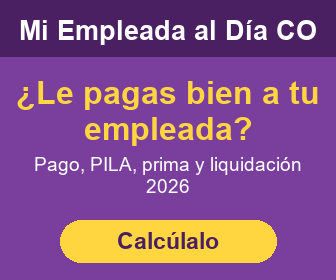 Mi Empleada al Día CO
¿Le pagas bien a tu
empleada?
Pago, PILA, prima y liquidación
2026
Calcúlalo